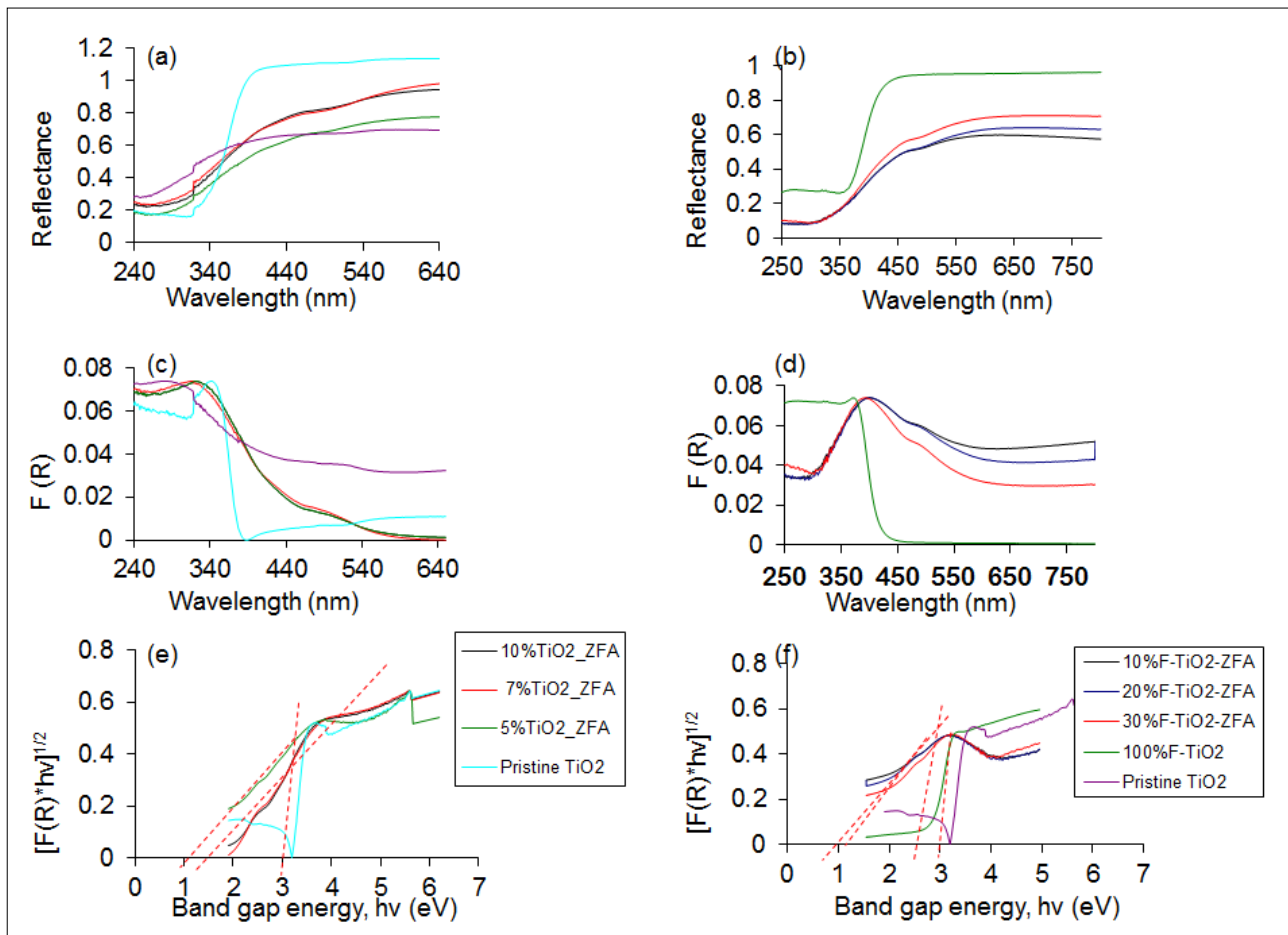 (a)
1.2
1
0.8
0.6
0.4
0.2
0
Reflectance
240 340 440 540 640
Wavelength (nm)
(b)
1
0.8
0.6
0.4
0.2
0
Reflectance
250 350 450 550 650 750
Wavelength (nm)
(c)
0.08
0.06
0.04
0.02
0
F (R)
240 340 440 540 640
Wavelength (nm)
(d)
0.08
0.06
0.04
0.02
0
F (R)
250 350 450 550 650 750
Wavelength (nm)
(e)
0.8
0.6
0.4
0.2
0
[F(R)*hv]1/2
0 1 2 3 4 5 6 7
Band gap energy, hv (eV)
10%TiO2_ZFA
7%TiO2_ZFA
5%TiO2_ZFA
Pristine TiO2
(f)
0.8
0.6
0.4
0.2
0
[F(R)*hv]1/2
0 1 2 3 4 5 6 7
Band gap energy, hv (eV)
10%F-TiO2-ZFA
20%F-TiO2-ZFA
30%F-TiO2-ZFA
100%F-TiO2
Pristine TiO2